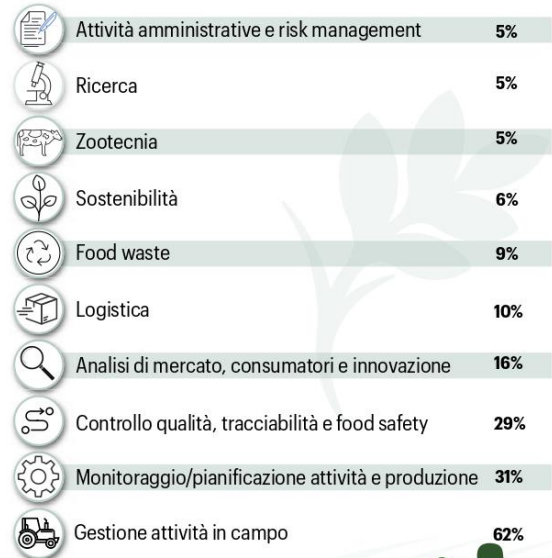 Attività amministrative e risk management 5%
Ricerca 5%
Zootecnia 5%
Sostenibilità 6%
Food waste 9%
Logistica 10%
Analisi di mercato, consumatori e innovazione 16%
Controllo qualità, tracciabilità e food safety 29%
Monitoraggio/pianificazione attività e produzione 31%
Gestione attività in campo 62%